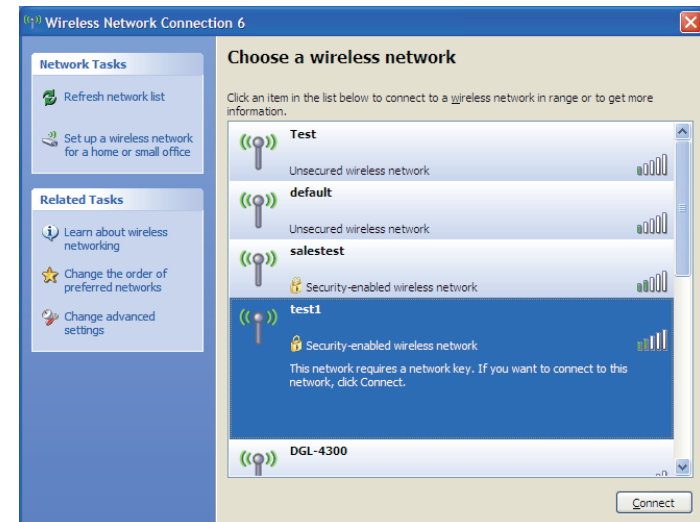 Wireless Network Connection 6
Network Tasks
Refresh network list
Set up a wireless network
for a home or small office
Related Tasks
Learn about wireless
networking
Change the order of
preferred networks
Change advanced
settings
Choose a wireless network
Click an item in the list below to connect to a wireless network in range or to get more
information.
Test
Unsecured wireless network
default
Unsecured wireless network
salestest
Security-enabled wireless network
test1
Security-enabled wireless network
This network requires a network key. If you want to connect to this
network, click Connect.
DGL-4300
Connect